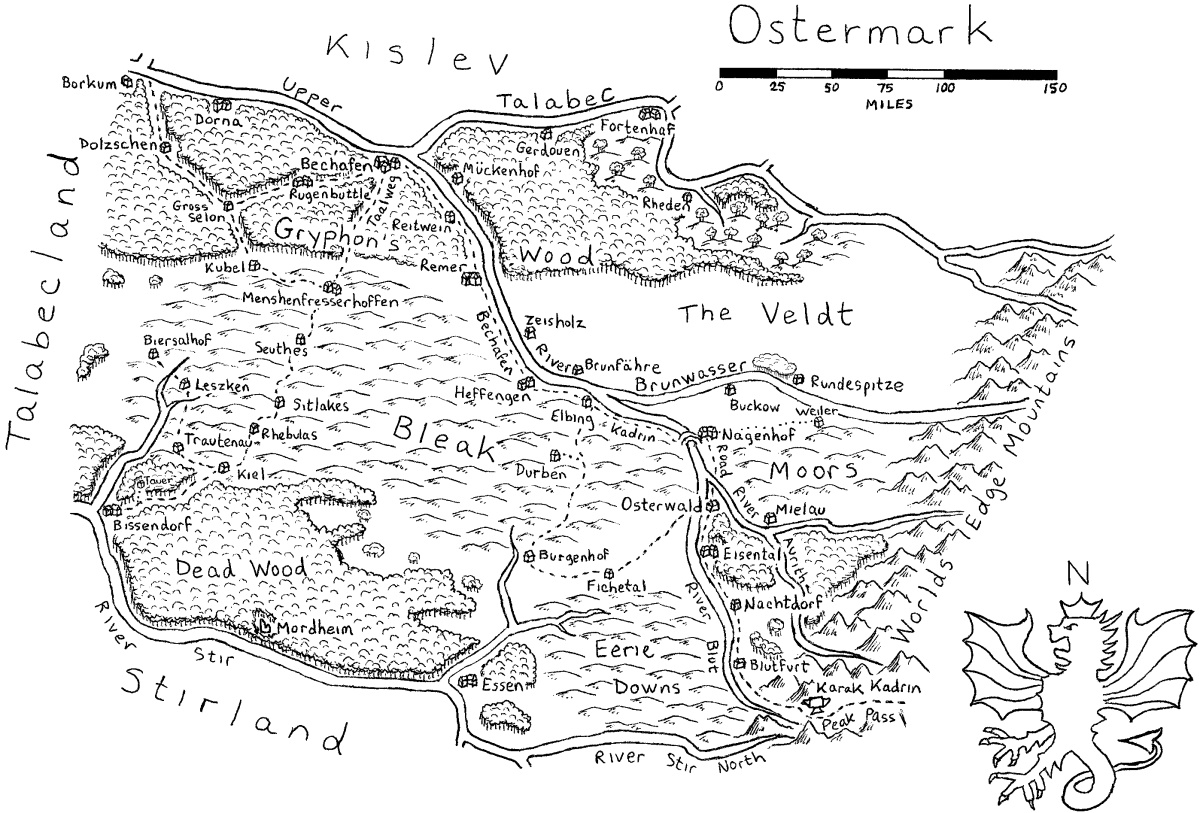 Ostermark
0 25 50 75 100 150
MILES
Kislev
Borkum
Upper
Talabec
Dorna
Fortenhaf
Gerdouen
Dolzschen
Bechafen
Mückenhof
Rugenbuttle
Taalweg
Rheden
Gross
Selon
Reitwein
Gryphon's
Wood
Talabecland
Kubel
Remer
Menshenfresserhoffen
The Veldt
Zeisholz
Biersalhof
Seuthes
Bechafen
River
Brunfähre
Brunwasser
Rundespitze
Leszken
Heffengen
Buckow
Weiler
Sitlakes
Elbing
Kadrin
Nagenhof
Bleak
Moors
Trautenau
Rhebulas
Road
Durben
Kiel
Tauer
Osterwald
River
Mielau
Bissendorf
Worlds Edge Mountains
Burgenhof
Eisental
Aurth
Dead Wood
Fichetal
River
Nachtdorf
N
Mordheim
River
Stir
Eerie
Downs
Blut
Blutfurt
Essen
Karak Kadrin
Peak Pass
Stirland
River Stir North